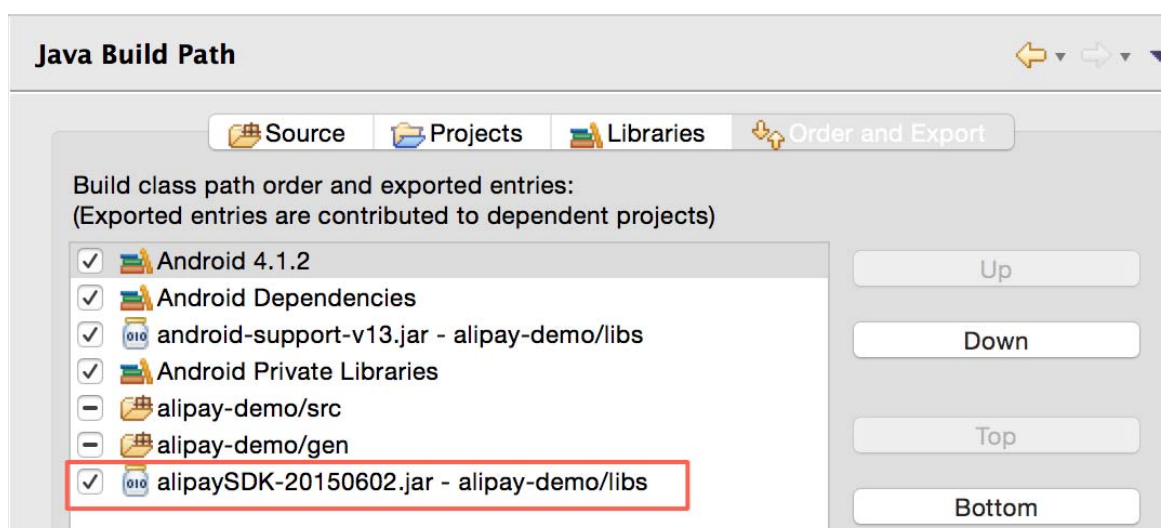 Java Build Path
Source Projects Libraries Order and Export
Build class path order and exported entries:
(Exported entries are contributed to dependent projects)
Android 4.1.2
Up
Android Dependencies
android-support-v13.jar - alipay-demo/libs
Down
Android Private Libraries
alipay-demo/src
alipay-demo/gen
Top
alipaySDK-20150602.jar - alipay-demo/libs
Bottom